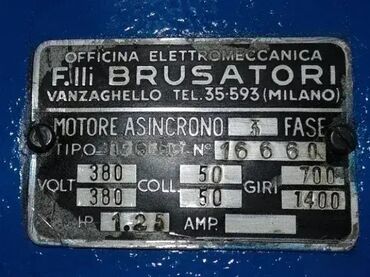 OFFICINA ELETTROMECCANICA
F.lli BRUSATORI
VANZAGHELLO TEL. 35-593 (MILANO)
MOTORE ASINCRONO 3 FASE
TIPO N° 16660
VOLT 380 COLL. 50 GIRI 700
380 50 1400
HP 1.25 AMP.